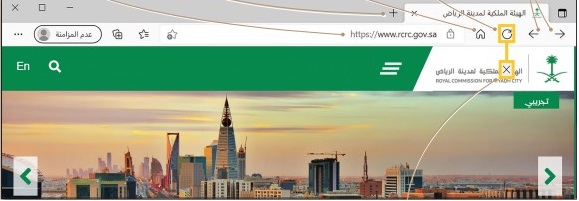 الهيئة الملكية لمدينة الرياض
https://www.rcrc.gov.sa
عدم المزامنة
En
ROYAL COMMISSION FOR RIYADH CITY
تجريبي